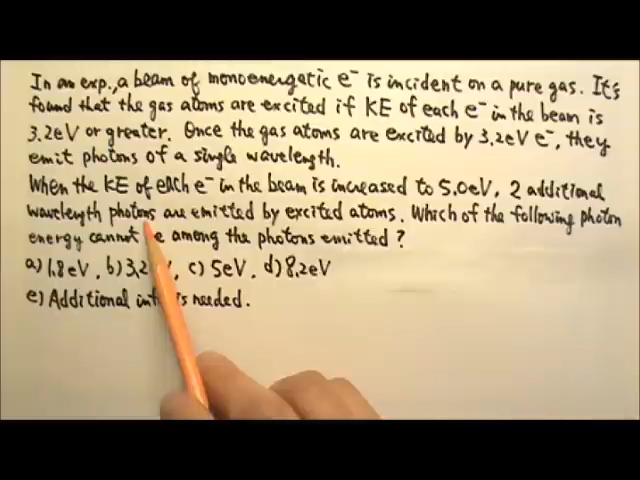 In an exp., a beam of monoenergetic e⁻ is incident on a pure gas. It's
found that the gas atoms are excited if KE of each e⁻ in the beam is
3.2eV or greater. Once the gas atoms are excited by 3.2eV e⁻, they
emit photons of a single wavelength.
When the KE of each e⁻ in the beam is increased to 5.0eV, 2 additional
wavelength photons are emitted by excited atoms. Which of the following photon
energy cannot be among the photons emitted?
a) 1.8eV, b) 3.2 V, c) 5eV, d) 8.2eV
e) Additional is needed.